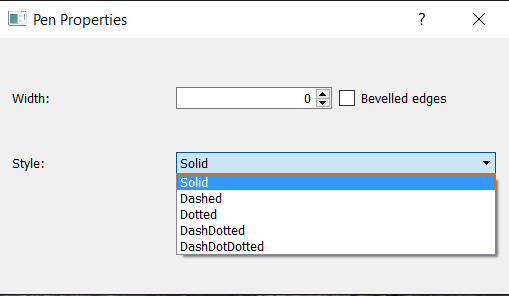 Pen Properties ?
Width: 0 Bevelled edges
Style: Solid
Solid
Dashed
Dotted
DashDotted
DashDotDotted